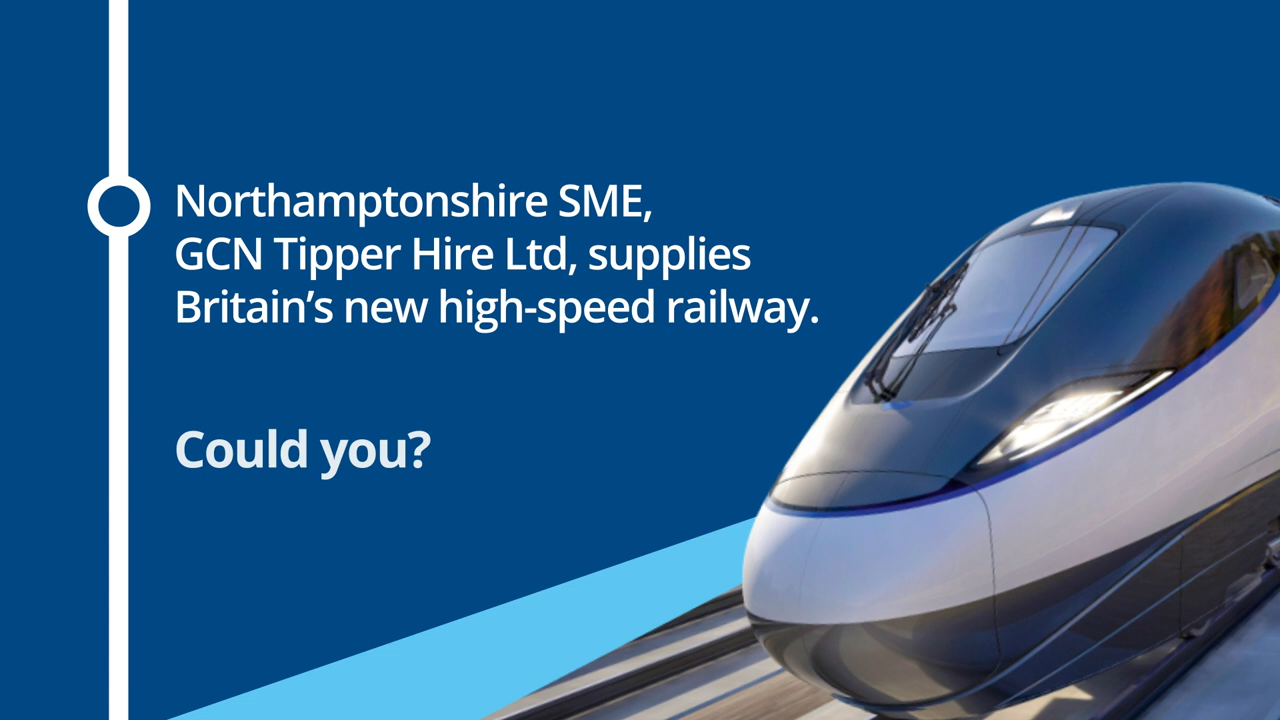 Northamptonshire SME,
GCN Tipper Hire Ltd, supplies
Britain’s new high-speed railway.
Could you?